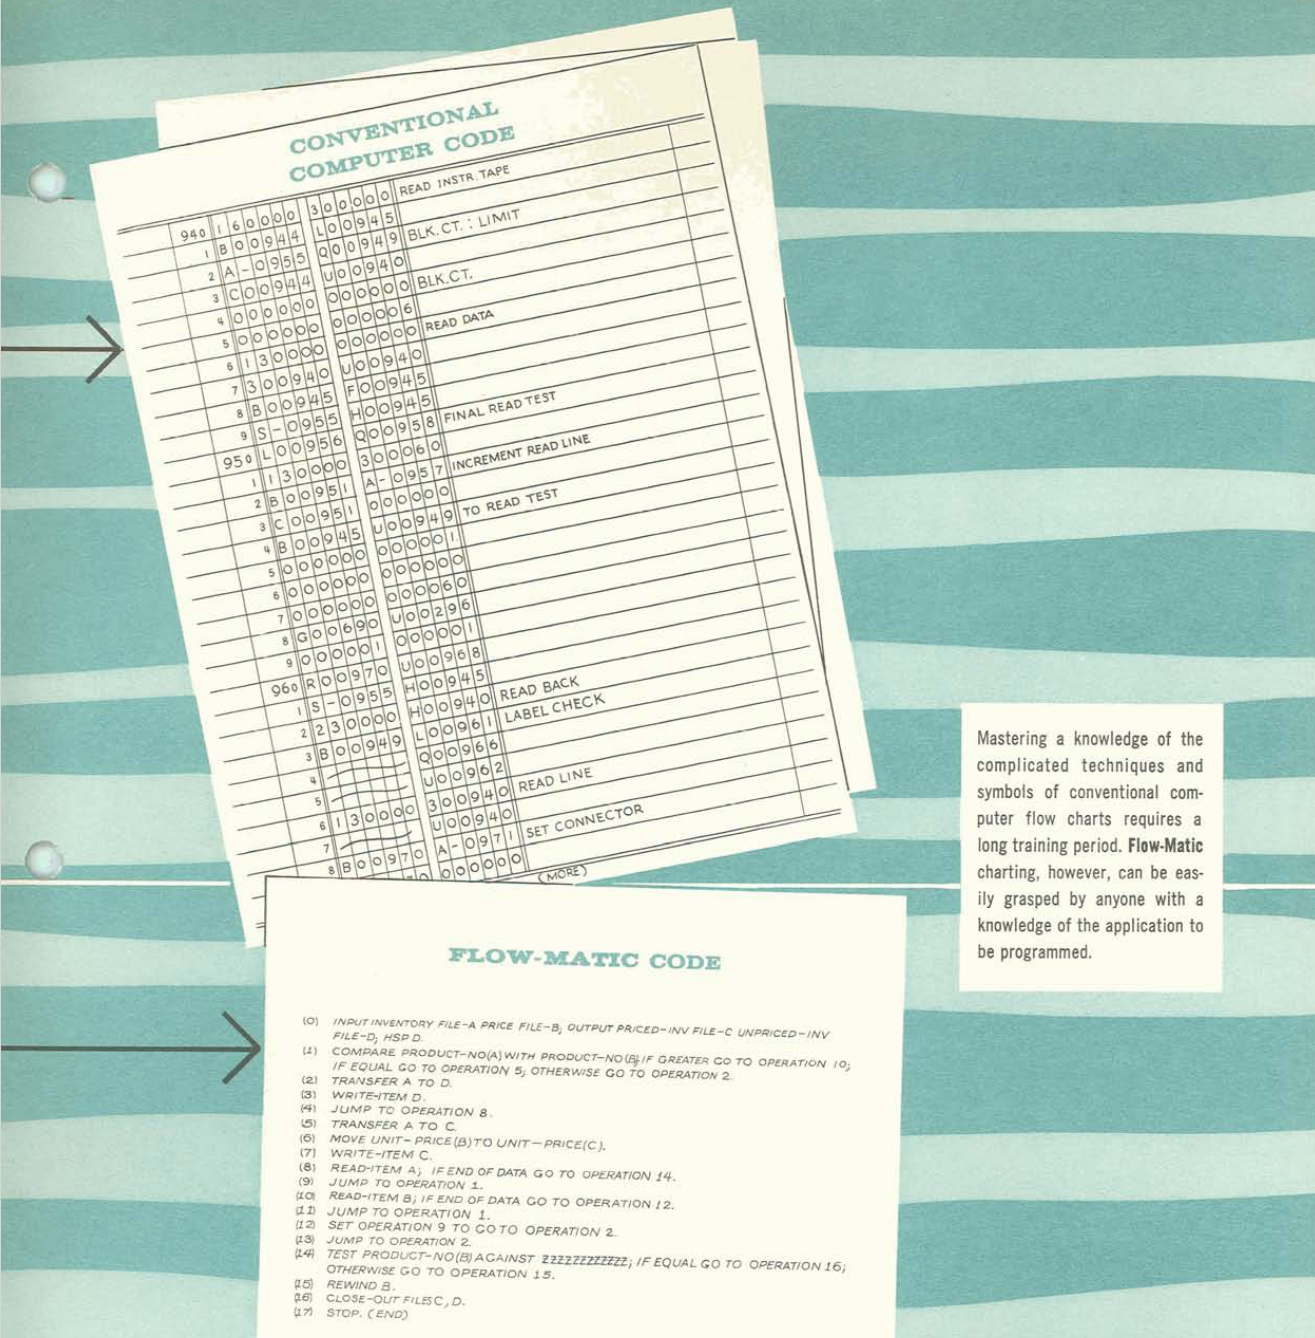 CONVENTIONAL
COMPUTER CODE
940 160000 300000 READ INSTR. TAPE
1 B00944 L00945
2 A-0955 Q00949 BLK.CT. : LIMIT
3 C00944 U00940
4 000000 000000 BLK.CT.
5 000000 000006
6 130000 000000 READ DATA
7 300940 U00940
8 B00945 F00945
9 S-0955 H00945
950 L00956 Q00958 FINAL READ TEST
1 130000 300060
2 B00951 A-0957 INCREMENT READ LINE
3 C00951 000000
4 B00945 U00949 TO READ TEST
5 000000 000001
6 000000 000000
7 000000 000060
8 G00690 U00296
9 000001 000001
960 R00970 U00968
1 S-0955 H00945
2 230000 H00940 READ BACK
3 B00949 L00961 LABEL CHECK
4 Q00966
5 U00962
6 130000 300940 READ LINE
7 U00940
8 B00970 A-0971 SET CONNECTOR
000000
(MORE)
Mastering a knowledge of the
complicated techniques and
symbols of conventional com-
puter flow charts requires a
long training period. Flow-Matic
charting, however, can be eas-
ily grasped by anyone with a
knowledge of the application to
be programmed.
FLOW-MATIC CODE
(0) INPUT INVENTORY FILE-A PRICE FILE-B; OUTPUT PRICED-INV FILE-C UNPRICED-INV
FILE-D; HSP D.
(1) COMPARE PRODUCT-NO(A) WITH PRODUCT-NO(B); IF GREATER GO TO OPERATION 10;
IF EQUAL GO TO OPERATION 5; OTHERWISE GO TO OPERATION 2.
(2) TRANSFER A TO D.
(3) WRITE-ITEM D.
(4) JUMP TO OPERATION 8.
(5) TRANSFER A TO C.
(6) MOVE UNIT-PRICE(B) TO UNIT-PRICE(C).
(7) WRITE-ITEM C.
(8) READ-ITEM A; IF END OF DATA GO TO OPERATION 14.
(9) JUMP TO OPERATION 1.
(10) READ-ITEM B; IF END OF DATA GO TO OPERATION 12.
(11) JUMP TO OPERATION 1.
(12) SET OPERATION 9 TO GO TO OPERATION 2.
(13) JUMP TO OPERATION 2.
(14) TEST PRODUCT-NO(B) AGAINST ZZZZZZZZZZZZ; IF EQUAL GO TO OPERATION 16;
OTHERWISE GO TO OPERATION 15.
(15) REWIND B.
(16) CLOSE-OUT FILES C, D.
(17) STOP. (END)